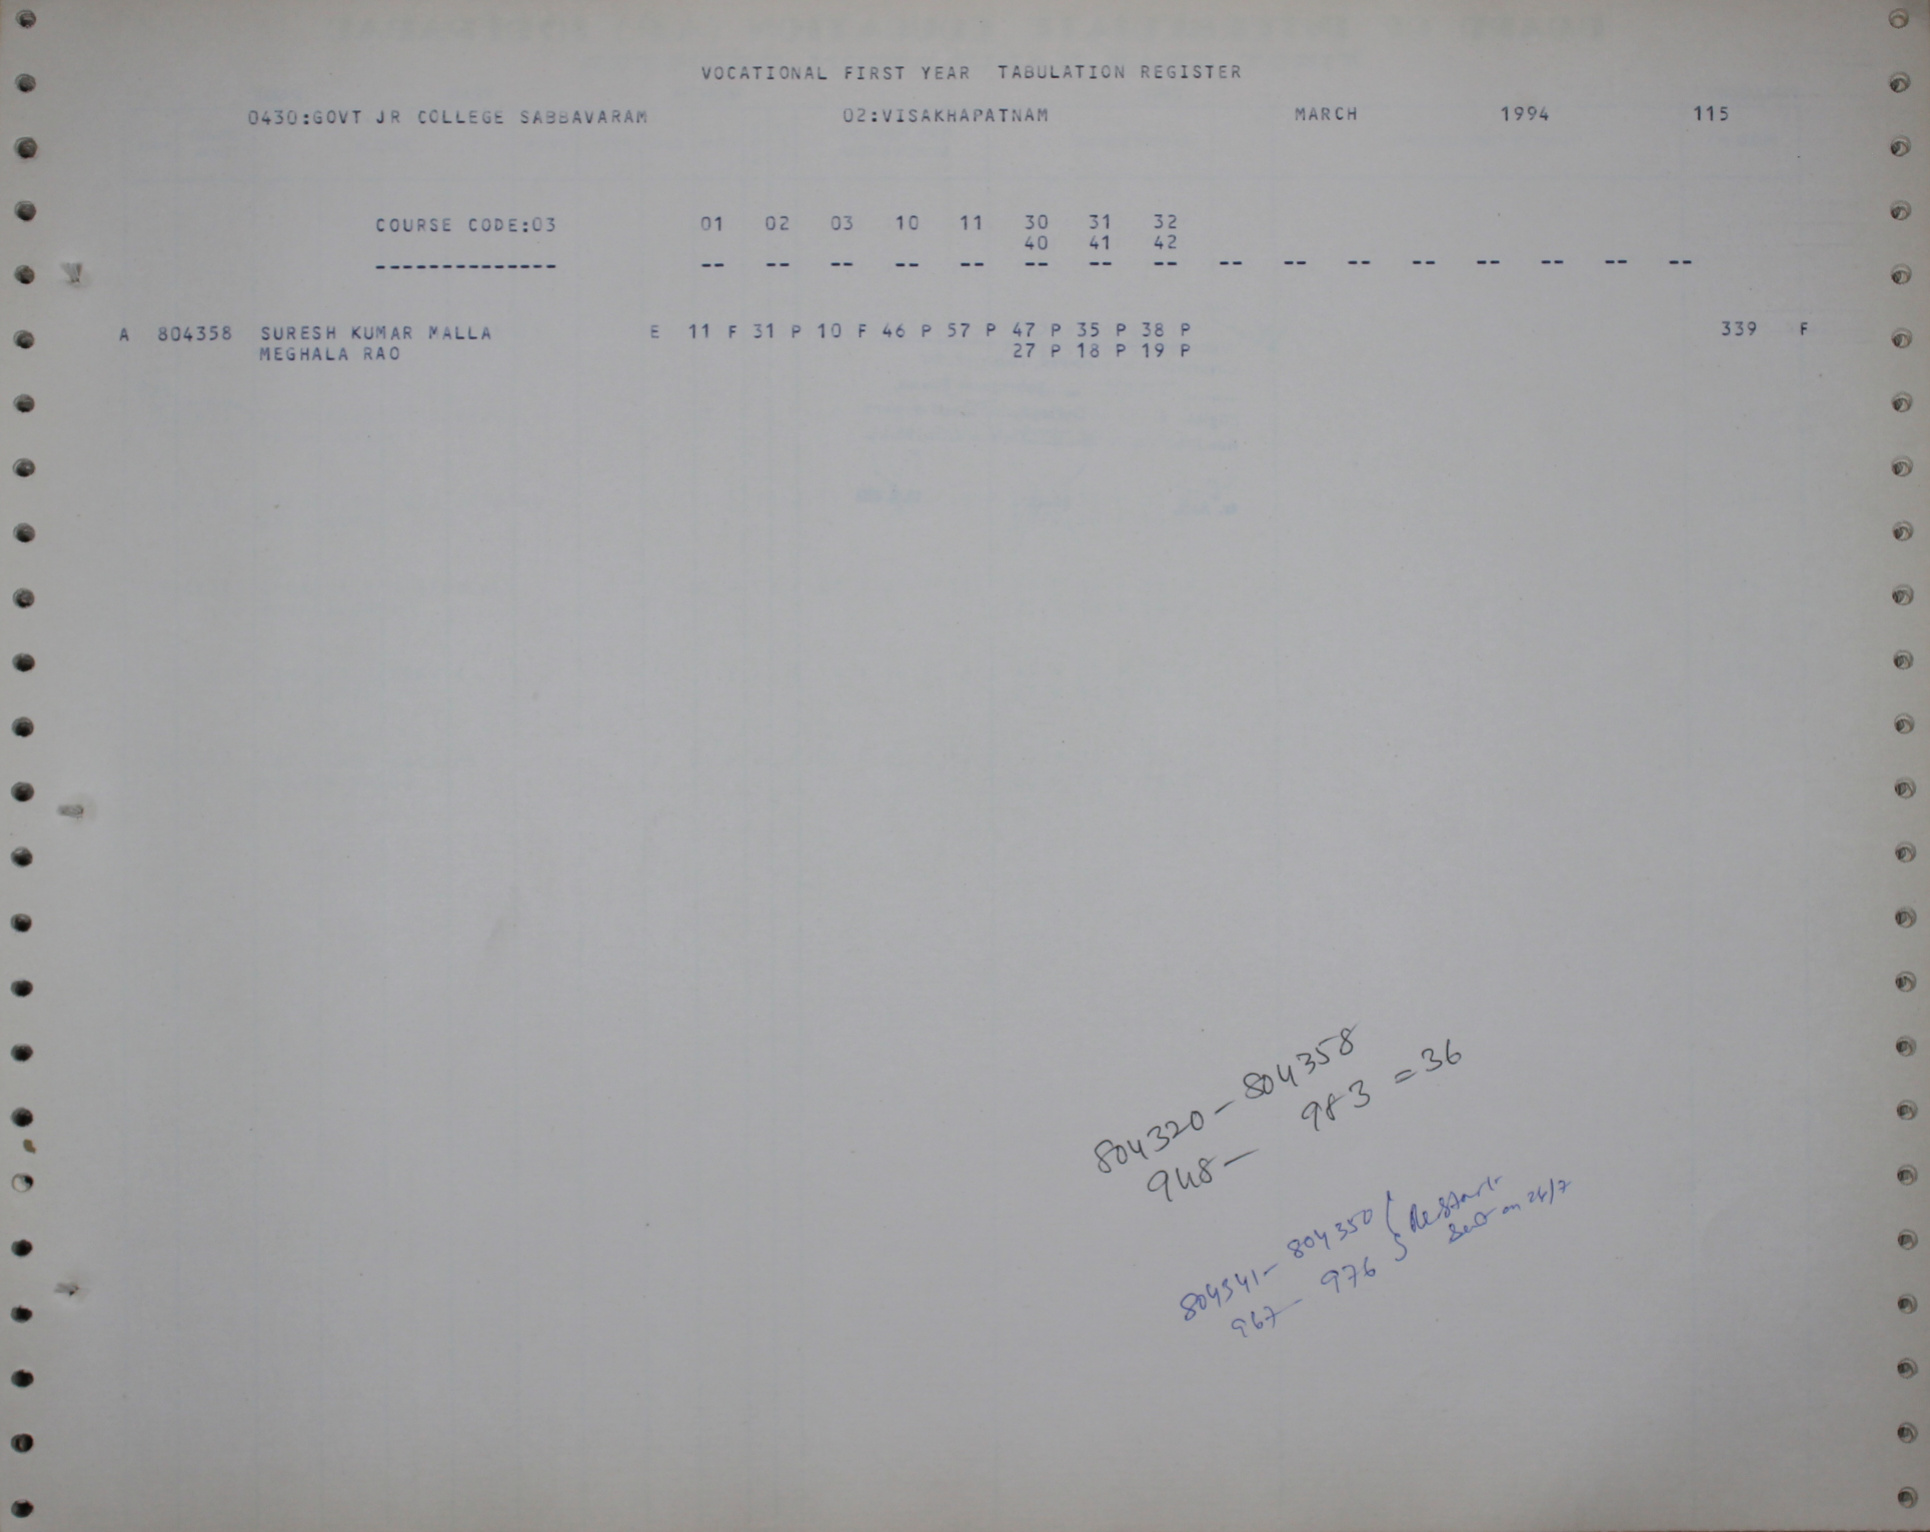 VOCATIONAL FIRST YEAR TABULATION REGISTER
0430:GOVT JR COLLEGE SABBAVARAM 02:VISAKHAPATNAM MARCH 1994 115
COURSE CODE:03 01 02 03 10 11 30 31 32
40 41 42
-------------- -- -- -- -- -- -- -- -- -- -- -- -- -- -- -- --
A 804358 SURESH KUMAR MALLA E 11 F 31 P 10 F 46 P 57 P 47 P 35 P 38 P 339 F
MEGHALA RAO 27 P 18 P 19 P
804320 - 804358
948 - 983 = 36
804341 - 804350
967 - 976